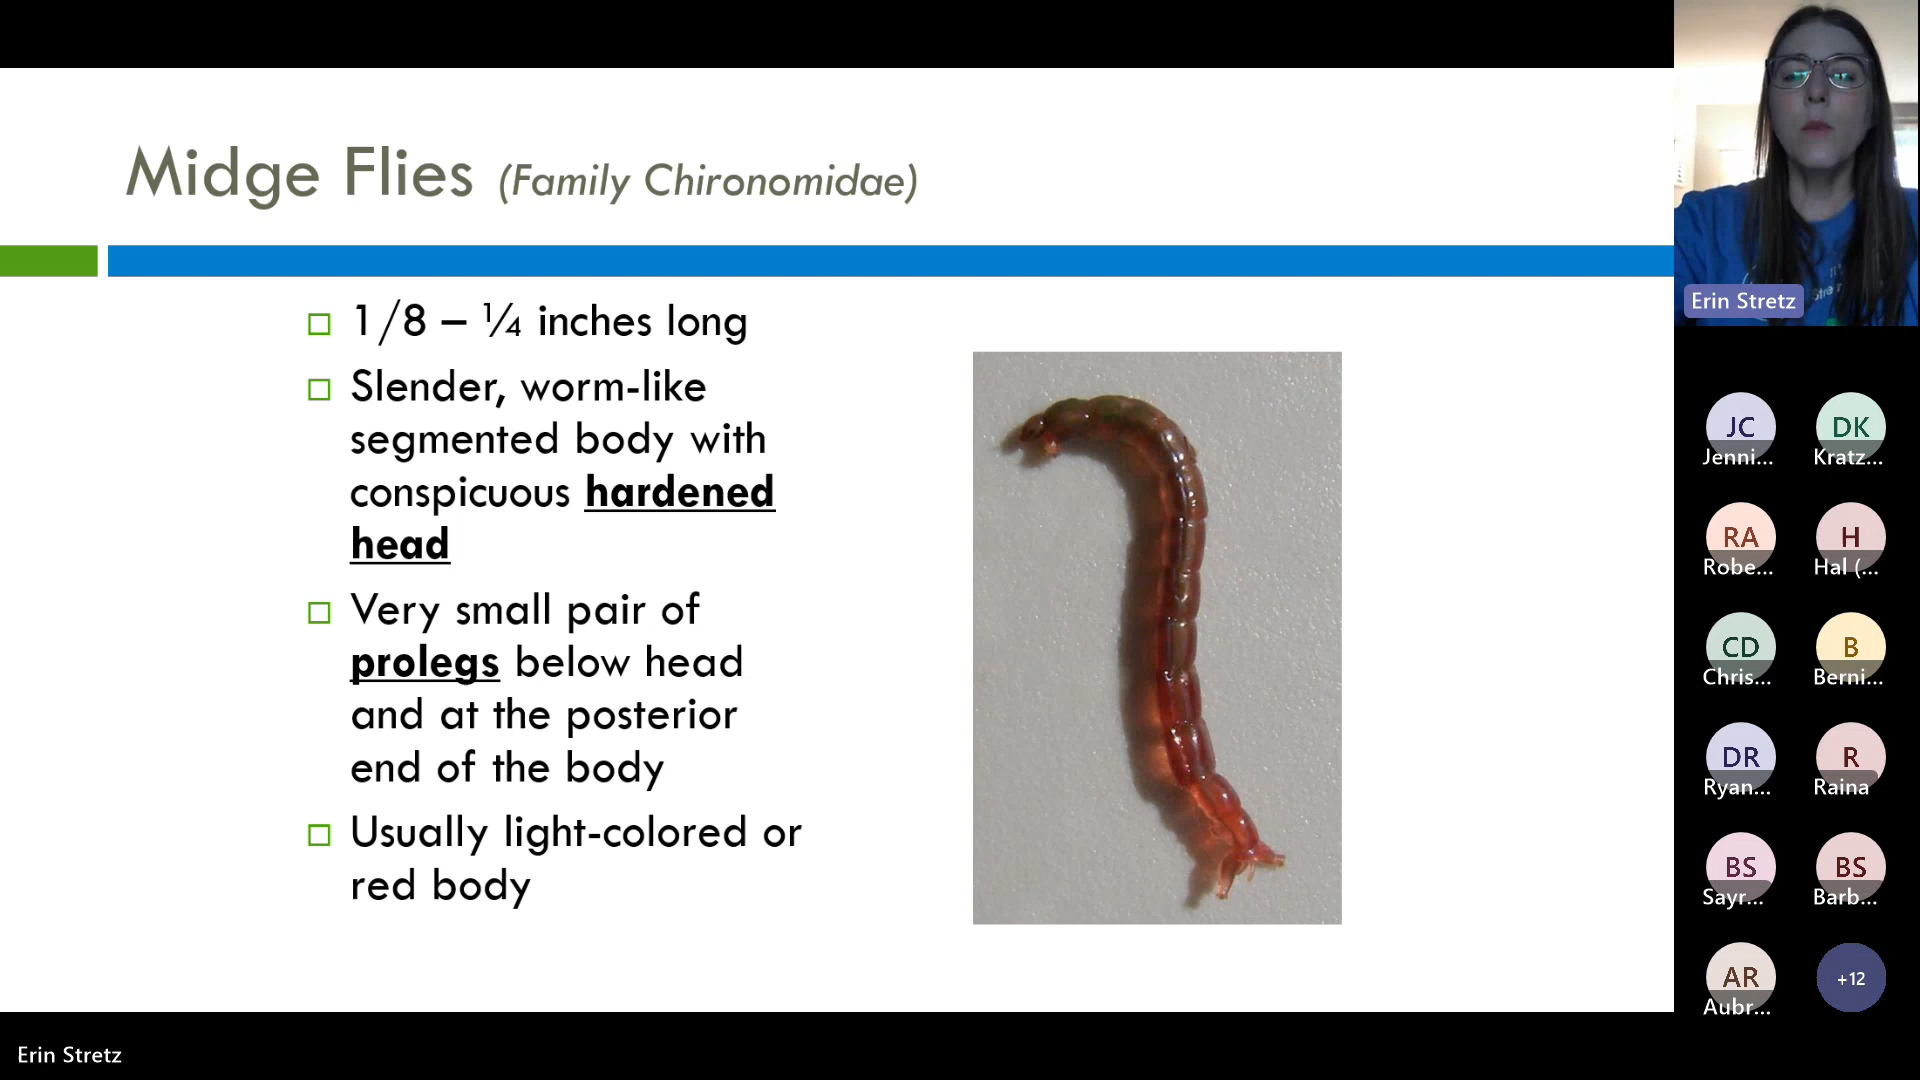 Midge Flies (Family Chironomidae)
1/8 – ¼ inches long
Slender, worm-like
segmented body with
conspicuous hardened
head
Very small pair of
prolegs below head
and at the posterior
end of the body
Usually light-colored or
red body
Erin Stretz
JC
Jenni...
DK
Kratz...
RA
Robe...
H
Hal (...
CD
Chris...
B
Berni...
DR
Ryan...
R
Raina
BS
Sayr...
BS
Barb...
AR
Aubr...
+12
Erin Stretz